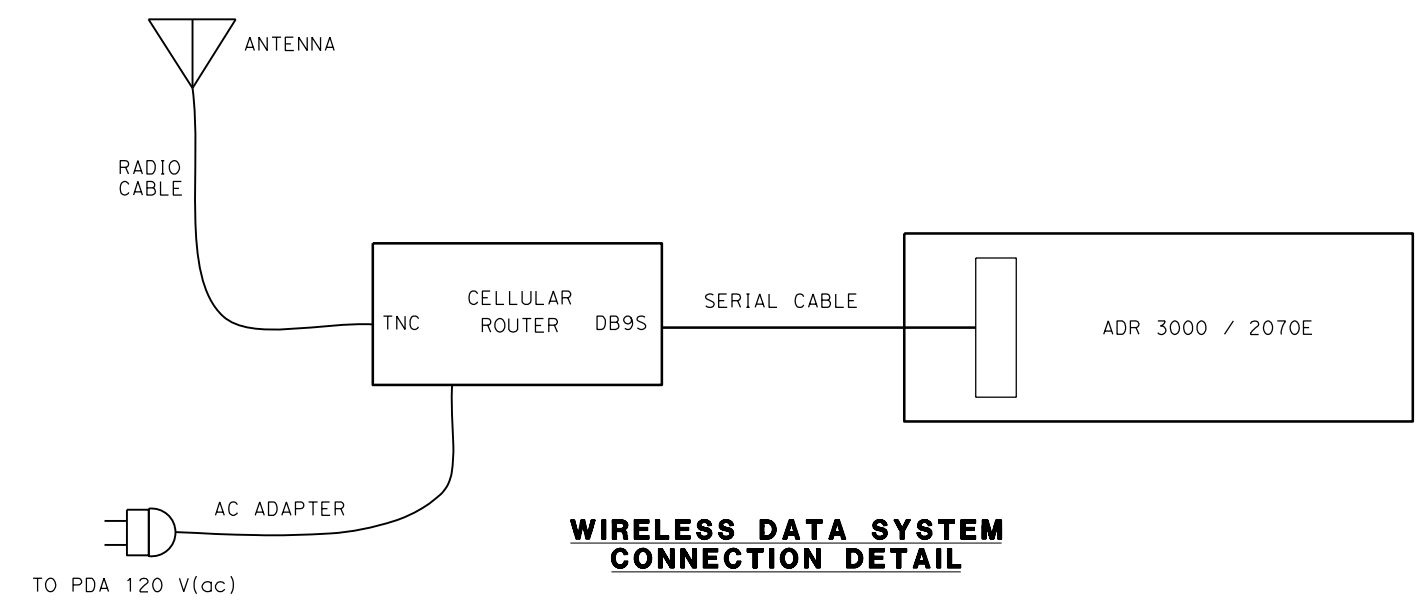 ANTENNA
RADIO
CABLE
CELLULAR
ROUTER
TNC
DB9S
SERIAL CABLE
ADR 3000 / 2070E
AC ADAPTER
TO PDA 120 V(ac)
WIRELESS DATA SYSTEM
CONNECTION DETAIL